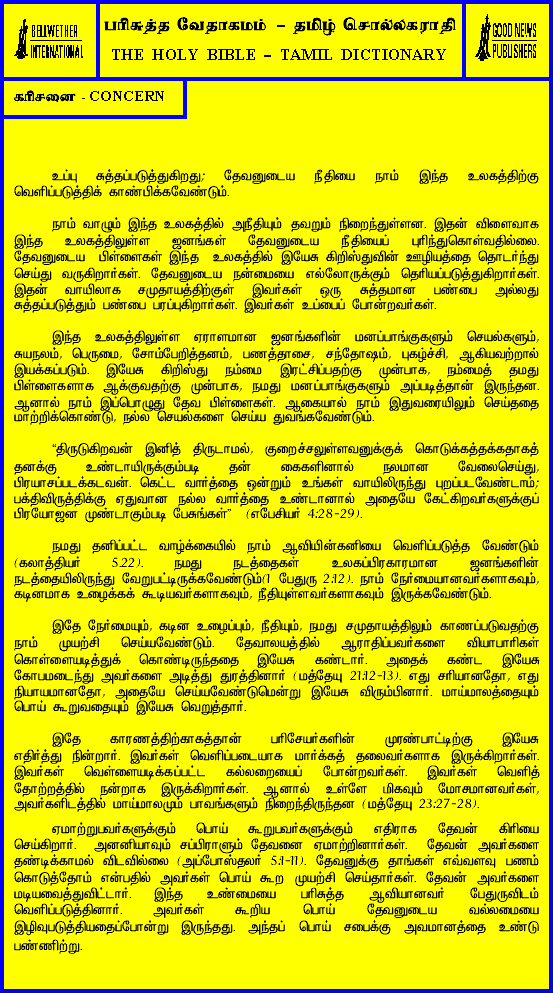 BELLWETHER
INTERNATIONAL
பரிசுத்த வேதாகமம் - தமிழ் சொல்லகராதி
THE HOLY BIBLE - TAMIL DICTIONARY
GOOD NEWS
PUBLISHERS
கரிசனை - CONCERN
உப்பு சுத்தப்படுத்துகிறது; தேவனுடைய நீதியை நாம் இந்த உலகத்திற்கு
வெளிப்படுத்திக் காண்பிக்கவேண்டும்.
நாம் வாழும் இந்த உலகத்தில் அநீதியும் தவறும் நிறைந்துள்ளன. இதன் விளைவாக
இந்த உலகத்திலுள்ள ஜனங்கள் தேவனுடைய நீதியைப் புரிந்துகொள்வதில்லை.
தேவனுடைய பிள்ளைகள் இந்த உலகத்தில் இயேசு கிறிஸ்துவின் ஊழியத்தை தொடர்ந்து
செய்து வருகிறார்கள். தேவனுடைய நன்மையை எல்லோருக்கும் தெரியப்படுத்துகிறார்கள்.
இதன் வாயிலாக சமுதாயத்திற்குள் இவர்கள் ஒரு சுத்தமான பண்பை அல்லது
சுத்தப்படுத்தும் பண்பை பரப்புகிறார்கள். இவர்கள் உப்பைப் போன்றவர்கள்.
இந்த உலகத்திலுள்ள ஏராளமான ஜனங்களின் மனப்பாங்குகளும் செயல்களும்,
சுயநலம், பெருமை, சோம்பேறித்தனம், பணத்தாசை, சந்தோஷம், புகழ்ச்சி, ஆகியவற்றால்
இயக்கப்படும். இயேசு கிறிஸ்து நம்மை இரட்சிப்பதற்கு முன்பாக, நம்மைத் தமது
பிள்ளைகளாக ஆக்குவதற்கு முன்பாக, நமது மனப்பாங்குகளும் அப்படித்தான் இருந்தன.
ஆனால் நாம் இப்பொழுது தேவ பிள்ளைகள். ஆகையால் நாம் இதுவரையிலும் செய்ததை
மாற்றிக்கொண்டு, நல்ல செயல்களை செய்ய துவங்கவேண்டும்.
"திருடுகிறவன் இனித் திருடாமல், குறைச்சலுள்ளவனுக்குக் கொடுக்கத்தக்கதாகத்
தனக்கு உண்டாயிருக்கும்படி தன் கைகளினால் நலமான வேலைசெய்து,
பிரயாசப்படக்கடவன். கெட்ட வார்த்தை ஒன்றும் உங்கள் வாயிலிருந்து புறப்படவேண்டாம்;
பக்திவிருத்திக்கு ஏதுவான நல்ல வார்த்தை உண்டானால் அதையே கேட்கிறவர்களுக்குப்
பிரயோஜன முண்டாகும்படி பேசுங்கள்" (எபேசியர் 4:28-29).
நமது தனிப்பட்ட வாழ்க்கையில் நாம் ஆவியின்கனியை வெளிப்படுத்த வேண்டும்
(கலாத்தியர் 5:22). நமது நடத்தைகள் உலகப்பிரகாரமான ஜனங்களின்
நடத்தையிலிருந்து வேறுபட்டிருக்கவேண்டும்(1 பேதுரு 2:12). நாம் நேர்மையானவர்களாகவும்,
கடினமாக உழைக்கக் கூடியவர்களாகவும், நீதியுள்ளவர்களாகவும் இருக்கவேண்டும்.
இதே நேர்மையும், கடின உழைப்பும், நீதியும், நமது சமுதாயத்திலும் காணப்படுவதற்கு
நாம் முயற்சி செய்யவேண்டும். தேவாலயத்தில் ஆராதிப்பவர்களை வியாபாரிகள்
கொள்ளையடித்துக் கொண்டிருந்ததை இயேசு கண்டார். அதைக் கண்ட இயேசு
கோபமடைந்து அவர்களை அடித்து துரத்தினார் (மத்தேயு 21:12-13). எது சரியானதோ, எது
நியாயமானதோ, அதையே செய்யவேண்டுமென்று இயேசு விரும்பினார். மாய்மாலத்தையும்
பொய் கூறுவதையும் இயேசு வெறுத்தார்.
இதே காரணத்திற்காகத்தான் பரிசேயர்களின் முரண்பாட்டிற்கு இயேசு
எதிர்த்து நின்றார். இவர்கள் வெளிப்படையாக மார்க்கத் தலைவர்களாக இருக்கிறார்கள்.
இவர்கள் வெள்ளையடிக்கப்பட்ட கல்லறையைப் போன்றவர்கள். இவர்கள் வெளித்
தோற்றத்தில் நன்றாக இருக்கிறார்கள். ஆனால் உள்ளே மிகவும் மோசமானவர்கள்,
அவர்களிடத்தில் மாய்மாலமும் பாவங்களும் நிறைந்திருந்தன (மத்தேயு 23:27-28).
ஏமாற்றுபவர்களுக்கும் பொய் கூறுபவர்களுக்கும் எதிராக தேவன் கிரியை
செய்கிறார். அனனியாவும் சப்பிராளும் தேவனை ஏமாற்றினார்கள். தேவன் அவர்களை
தண்டிக்காமல் விடவில்லை (அப்போஸ்தலர் 5:1-11). தேவனுக்கு தாங்கள் எவ்வளவு பணம்
கொடுத்தோம் என்பதில் அவர்கள் பொய் கூற முயற்சி செய்தார்கள். தேவன் அவர்களை
மடியவைத்துவிட்டார். இந்த உண்மையை பரிசுத்த ஆவியானவர் பேதுருவிடம்
வெளிப்படுத்தினார். அவர்கள் கூறிய பொய் தேவனுடைய வல்லமையை
இழிவுபடுத்தியதைப்போன்று இருந்தது. அந்தப் பொய் சபைக்கு அவமானத்தை உண்டு
பண்ணிற்று.